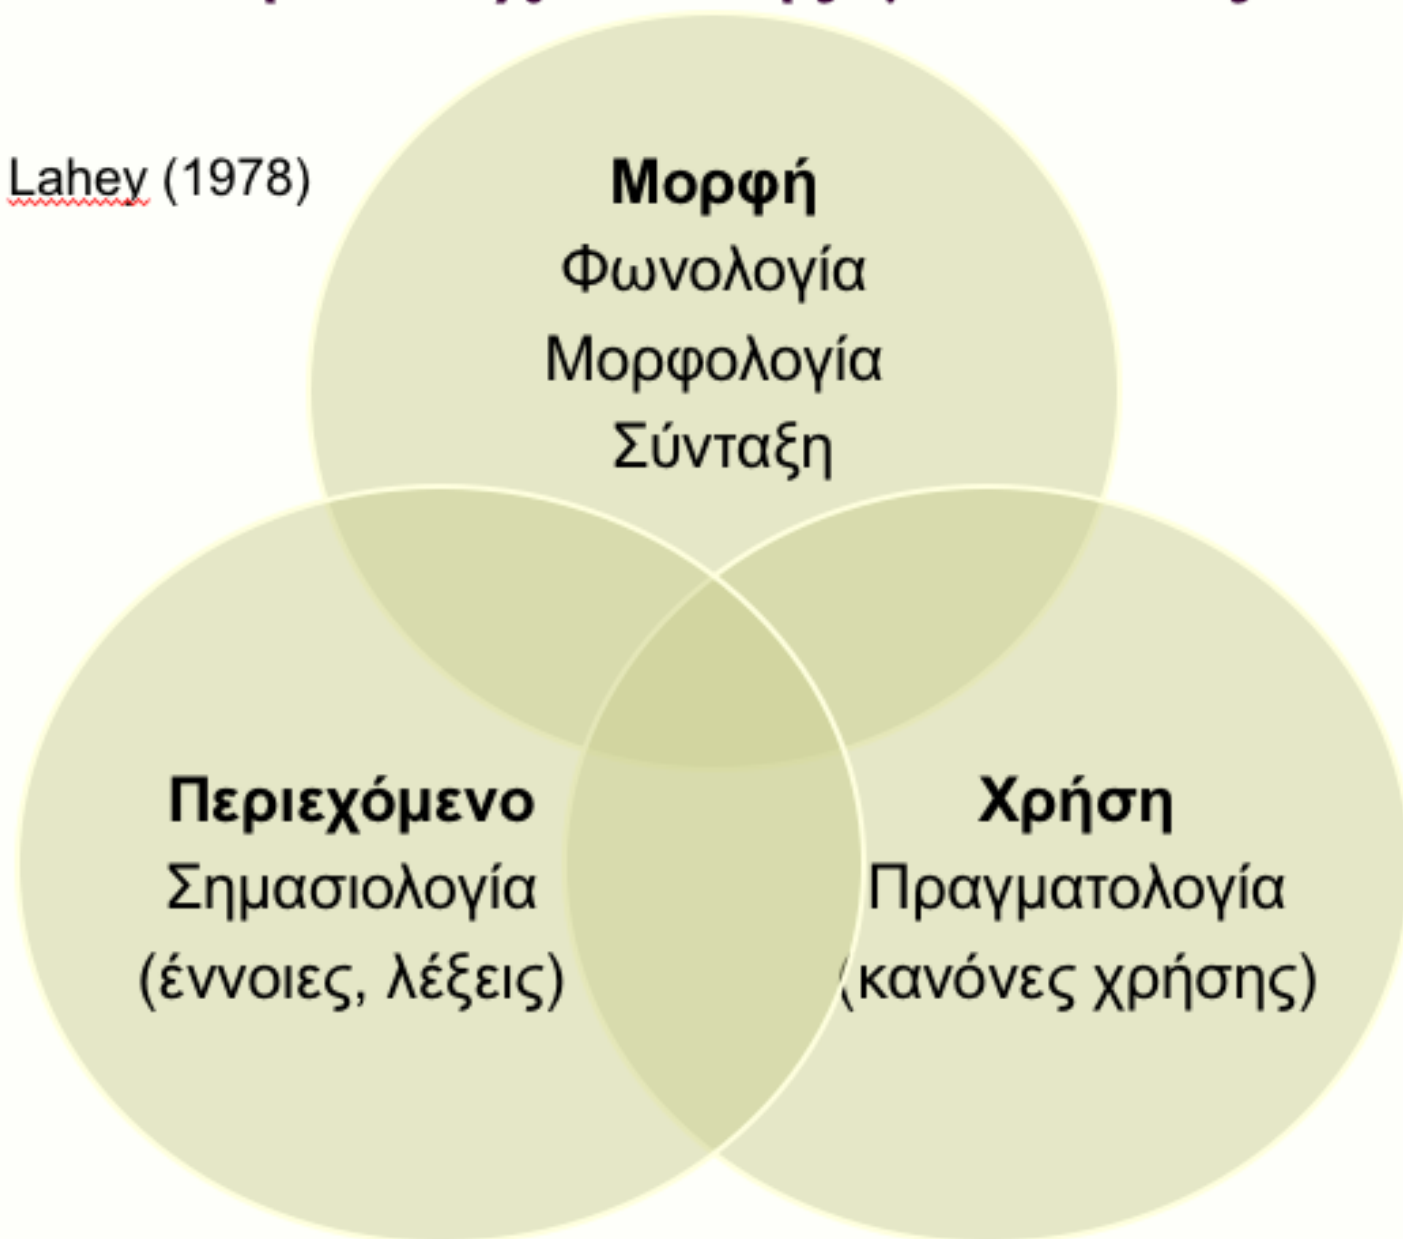 Lahey (1978)
Μορφή
Φωνολογία
Μορφολογία
Σύνταξη
Περιεχόμενο
Σημασιολογία
(έννοιες, λέξεις)
Χρήση
Πραγματολογία
(κανόνες χρήσης)